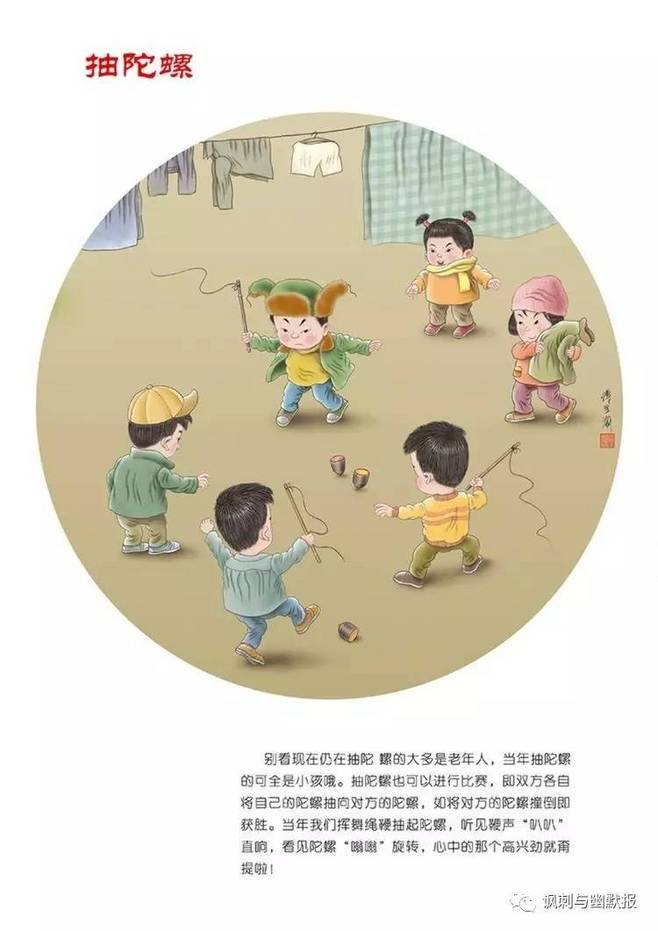 抽陀螺
别看现在仍在抽陀 螺的大多是老年人，当年抽陀螺
的可全是小孩哦。抽陀螺也可以进行比赛，即双方各自
将自己的陀螺抽向对方的陀螺，如将对方的陀螺撞倒即
获胜。当年我们挥舞绳鞭抽起陀螺，听见鞭声“叭叭”
直响，看见陀螺“嗡嗡”旋转，心中的那个高兴劲就甭
提啦！
讽刺与幽默报